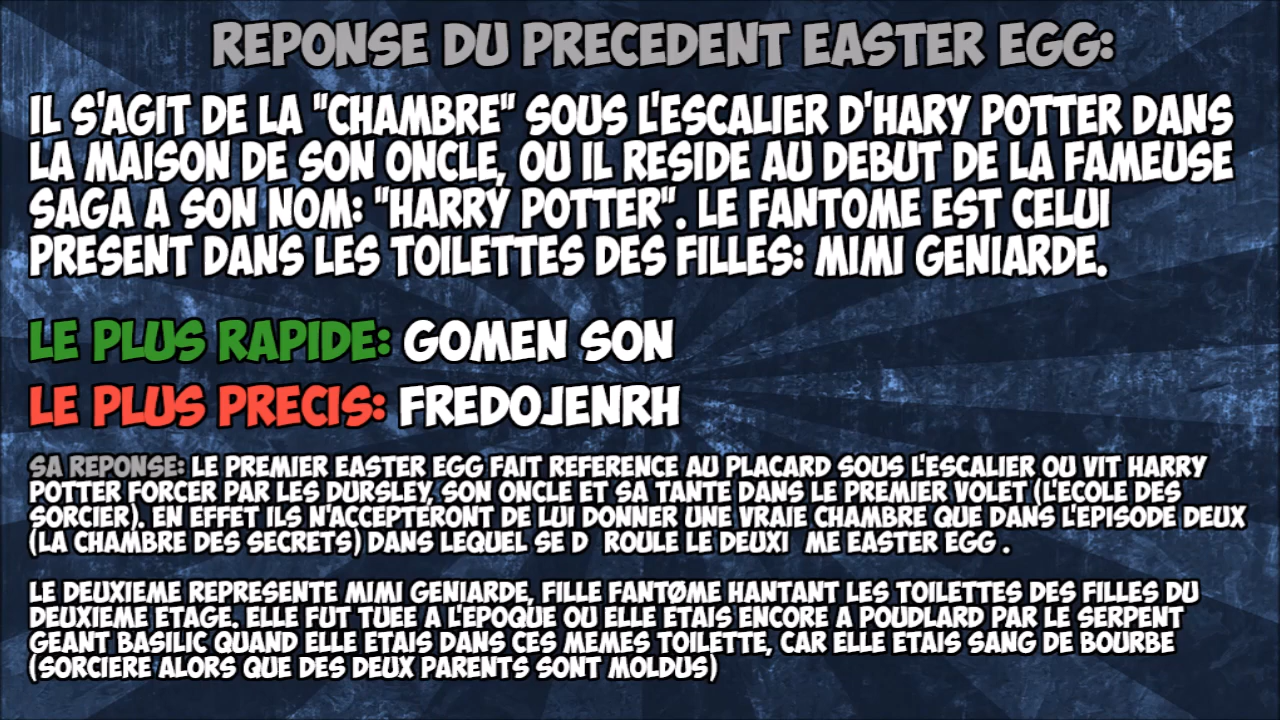 REPONSE DU PRECEDENT EASTER EGG:
IL S'AGIT DE LA "CHAMBRE" SOUS L'ESCALIER D'HARY POTTER DANS
LA MAISON DE SON ONCLE, OU IL RESIDE AU DEBUT DE LA FAMEUSE
SAGA A SON NOM: "HARRY POTTER". LE FANTOME EST CELUI
PRESENT DANS LES TOILETTES DES FILLES: MIMI GENIARDE.
LE PLUS RAPIDE: GOMEN SON
LE PLUS PRECIS: FREDOJENRH
SA REPONSE: LE PREMIER EASTER EGG FAIT REFERENCE AU PLACARD SOUS L'ESCALIER OU VIT HARRY
POTTER FORCER PAR LES DURSLEY, SON ONCLE ET SA TANTE DANS LE PREMIER VOLET (L'ECOLE DES
SORCIER). EN EFFET ILS N'ACCEPTERONT DE LUI DONNER UNE VRAIE CHAMBRE QUE DANS L'EPISODE DEUX
(LA CHAMBRE DES SECRETS) DANS LEQUEL SE D ROULE LE DEUXI ME EASTER EGG .
LE DEUXIEME REPRESENTE MIMI GENIARDE, FILLE FANTØME HANTANT LES TOILETTES DES FILLES DU
DEUXIEME ETAGE. ELLE FUT TUEE A L'EPOQUE OU ELLE ETAIS ENCORE A POUDLARD PAR LE SERPENT
GEANT BASILIC QUAND ELLE ETAIS DANS CES MEMES TOILETTE, CAR ELLE ETAIS SANG DE BOURBE
(SORCIERE ALORS QUE DES DEUX PARENTS SONT MOLDUS)